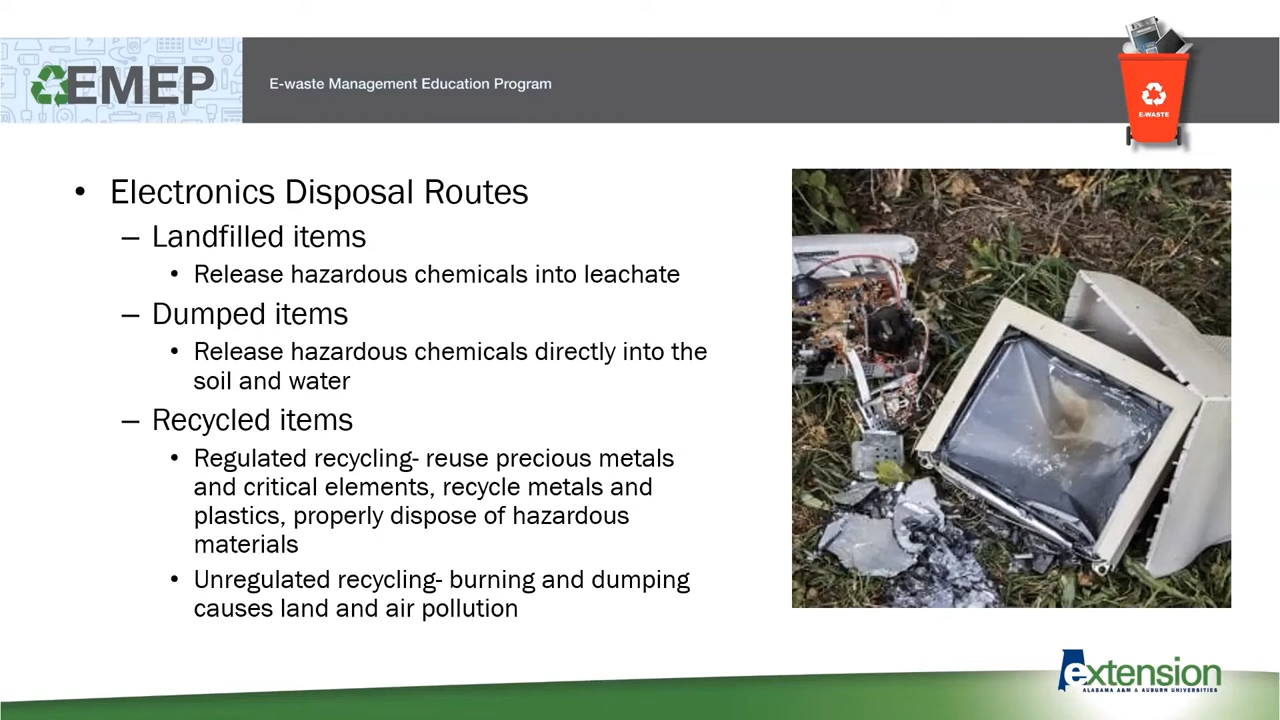 EMEP
E-waste Management Education Program
E-WASTE
• Electronics Disposal Routes
– Landfilled items
• Release hazardous chemicals into leachate
– Dumped items
• Release hazardous chemicals directly into the
soil and water
– Recycled items
• Regulated recycling- reuse precious metals
and critical elements, recycle metals and
plastics, properly dispose of hazardous
materials
• Unregulated recycling- burning and dumping
causes land and air pollution
extension
ALABAMA A&M & AUBURN UNIVERSITIES